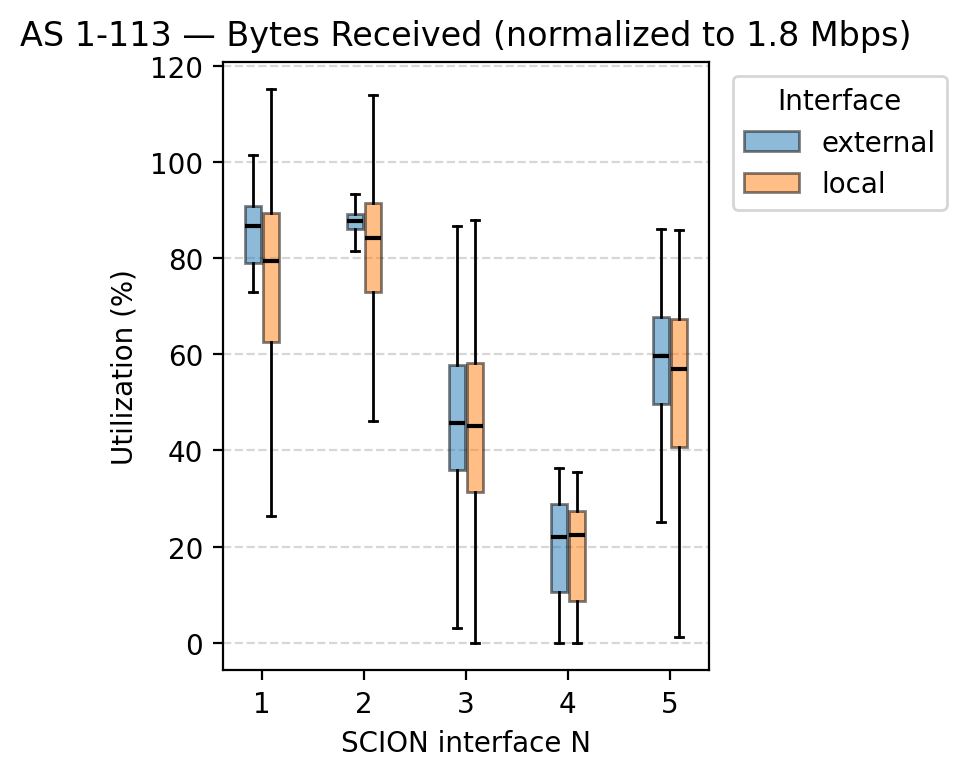 AS 1-113 — Bytes Received (normalized to 1.8 Mbps)
120
100
80
60
40
20
0
Utilization (%)
1 2 3 4 5
SCION interface N
Interface
external
local